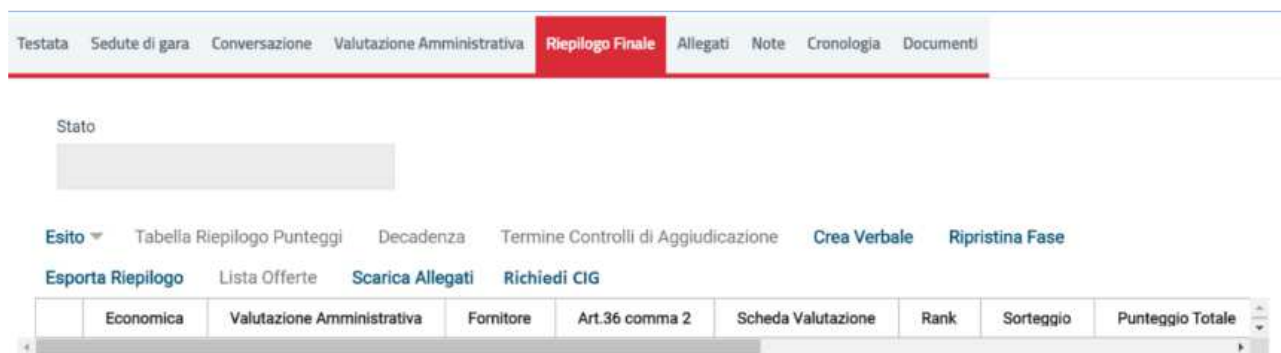 Testata Sedute di gara Conversazione Valutazione Amministrativa Riepilogo Finale Allegati Note Cronologia Documenti
Stato
Esito Tabella Riepilogo Punteggi Decadenza Termine Controlli di Aggiudicazione Crea Verbale Ripristina Fase
Esporta Riepilogo Lista Offerte Scarica Allegati Richiedi CIG
Economica Valutazione Amministrativa Fornitore Art.36 comma 2 Scheda Valutazione Rank Sorteggio Punteggio Totale